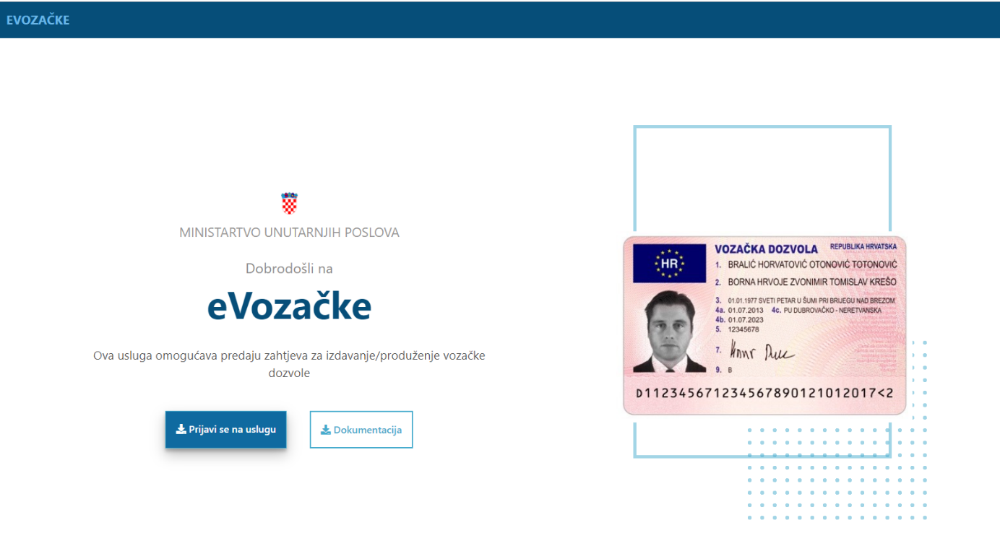 EVOZAČKE
MINISTARTVO UNUTARNJIH POSLOVA
Dobrodošli na
eVozačke
Ova usluga omogućava predaju zahtjeva za izdavanje/produženje vozačke
dozvole
Prijavi se na uslugu
Dokumentacija
HR
VOZAČKA DOZVOLA REPUBLIKA HRVATSKA
1. BRALIĆ HORVATOVIĆ OTONOVIĆ TOTONOVIĆ
2. BORNA HRVOJE ZVONIMIR TOMISLAV KREŠO
3. 01.01.1977 SVETI PETAR U ŠUMI PRI BRIJEGU NAD BREZOM
4a. 01.07.2013 4c. PU DUBROVAČKO - NERETVANSKA
4b. 01.07.2023
5. 12345678
7.
9. B
D11234567123456789012101​2017<2